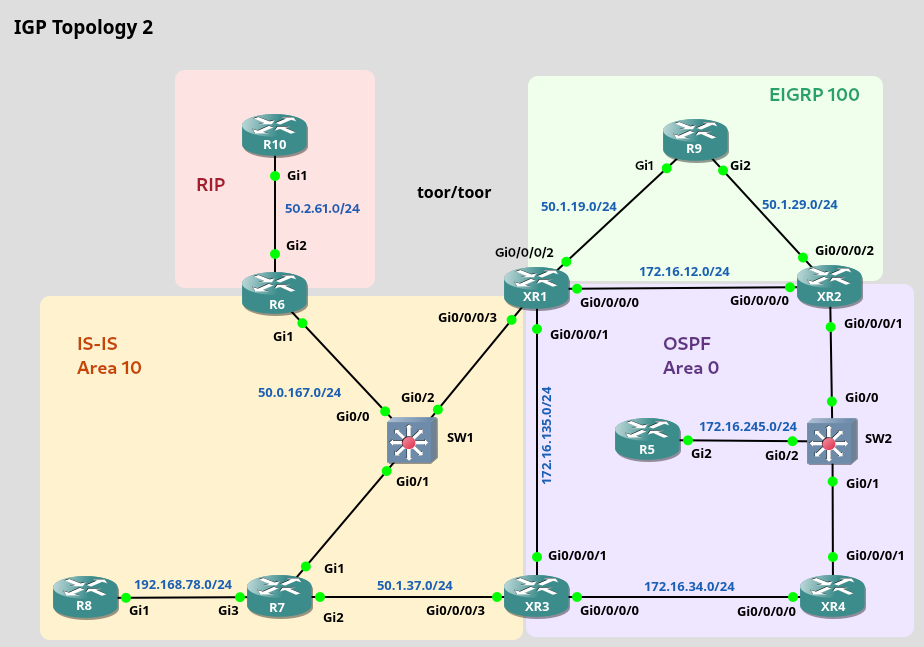 IGP Topology 2
EIGRP 100
R10
R9
Gi1
Gi2
RIP
Gi1
toor/toor
50.2.61.0/24
50.1.19.0/24
50.1.29.0/24
Gi2
Gi0/0/0/2
Gi0/0/0/2
172.16.12.0/24
R6
XR1
XR2
Gi0/0/0/0
Gi0/0/0/0
Gi0/0/0/3
Gi0/0/0/1
Gi0/0/0/1
Gi1
IS-IS
Area 10
OSPF
Area 0
50.0.167.0/24
Gi0/2
Gi0/0
Gi0/0
172.16.135.0/24
172.16.245.0/24
SW1
SW2
R5
Gi2
Gi0/2
Gi0/1
Gi0/1
Gi0/0/0/1
Gi0/0/0/1
Gi1
192.168.78.0/24
50.1.37.0/24
172.16.34.0/24
R8
R7
XR3
XR4
Gi1
Gi3
Gi2
Gi0/0/0/3
Gi0/0/0/0
Gi0/0/0/0